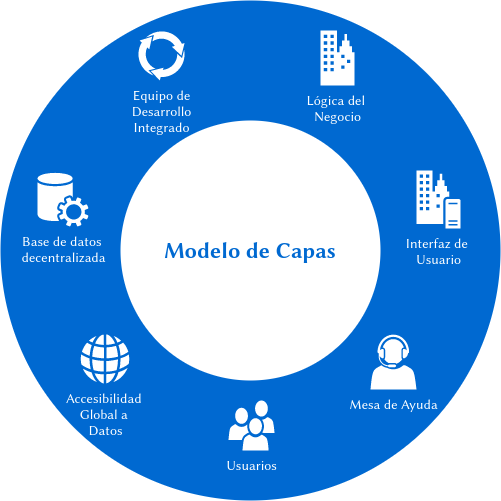 Equipo de
Desarrollo
Integrado
Lógica del
Negocio
Base de datos
decentralizada
Modelo de Capas
Interfaz de
Usuario
Accesibilidad
Global a
Datos
Mesa de Ayuda
Usuarios